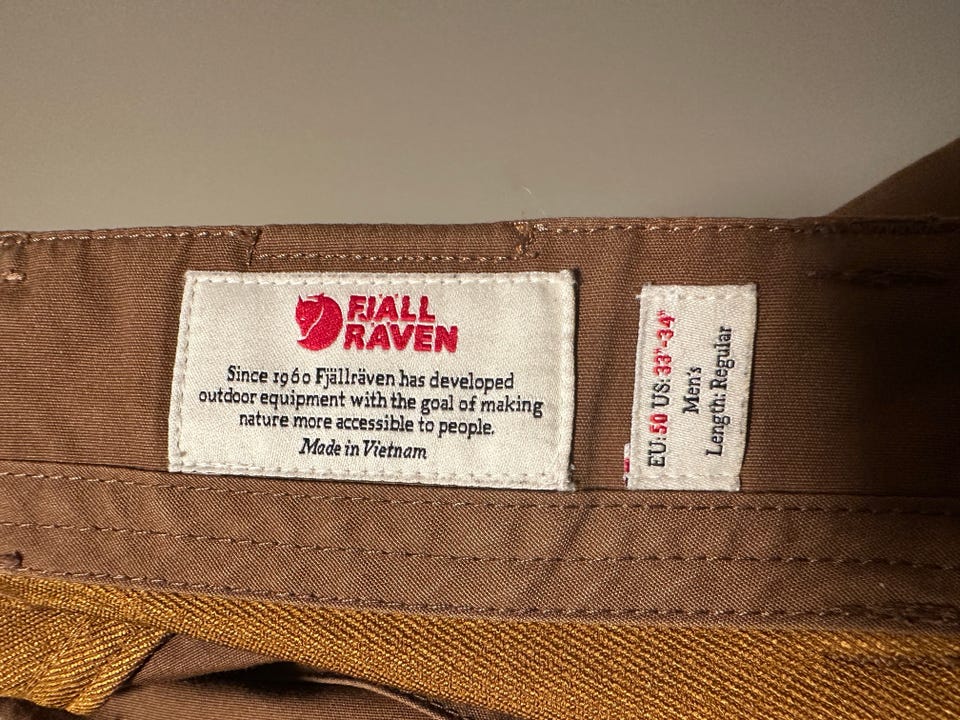 FJÄLL
RÄVEN
Since 1960 Fjällräven has developed
outdoor equipment with the goal of making
nature more accessible to people.
Made in Vietnam
EU:50 US:33"-34"
Men's
Length: Regular